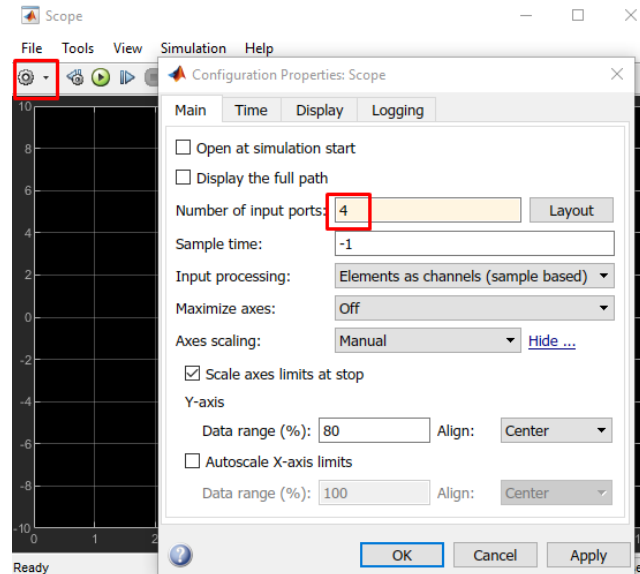 Scope
File Tools View Simulation Help
Configuration Properties: Scope
Main Time Display Logging
Open at simulation start
Display the full path
Number of input ports: 4 Layout
Sample time: -1
Input processing: Elements as channels (sample based)
Maximize axes: Off
Axes scaling: Manual Hide ...
Scale axes limits at stop
Y-axis
Data range (%): 80 Align: Center
Autoscale X-axis limits
Data range (%): 100 Align: Center
OK Cancel Apply
10
8
6
4
2
0
-2
-4
-6
-8
-10
0 1 2
Ready